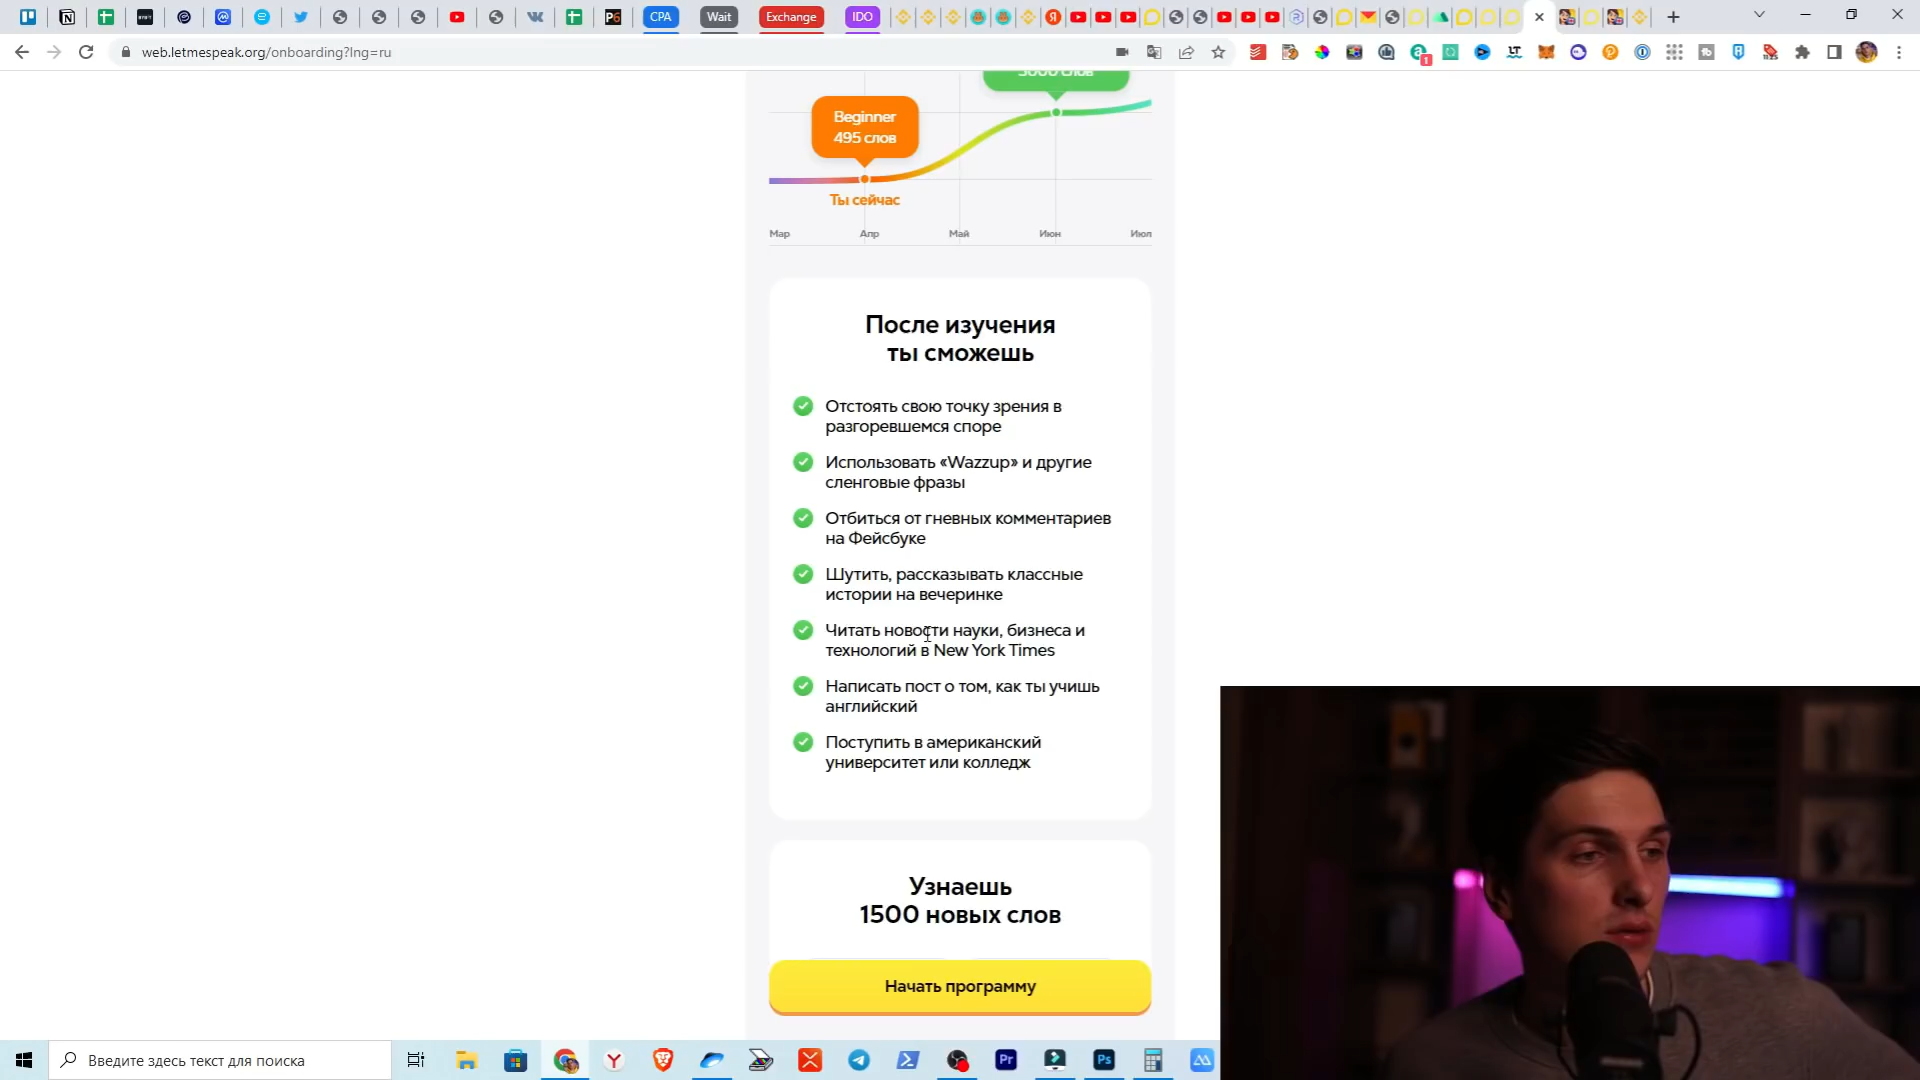 CPA
Wait
Exchange
IDO
web.letmespeak.org/onboarding?lng=ru
Beginner
495 слов
Ты сейчас
Мар
Апр
Май
Июн
Июл
После изучения
ты сможешь
Отстоять свою точку зрения в
разгоревшемся споре
Использовать «Wazzup» и другие
сленговые фразы
Отбиться от гневных комментариев
на Фейсбуке
Шутить, рассказывать классные
истории на вечеринке
Читать новости науки, бизнеса и
технологий в New York Times
Написать пост о том, как ты учишь
английский
Поступить в американский
университет или колледж
Узнаешь
1500 новых слов
Начать программу
Введите здесь текст для поиска